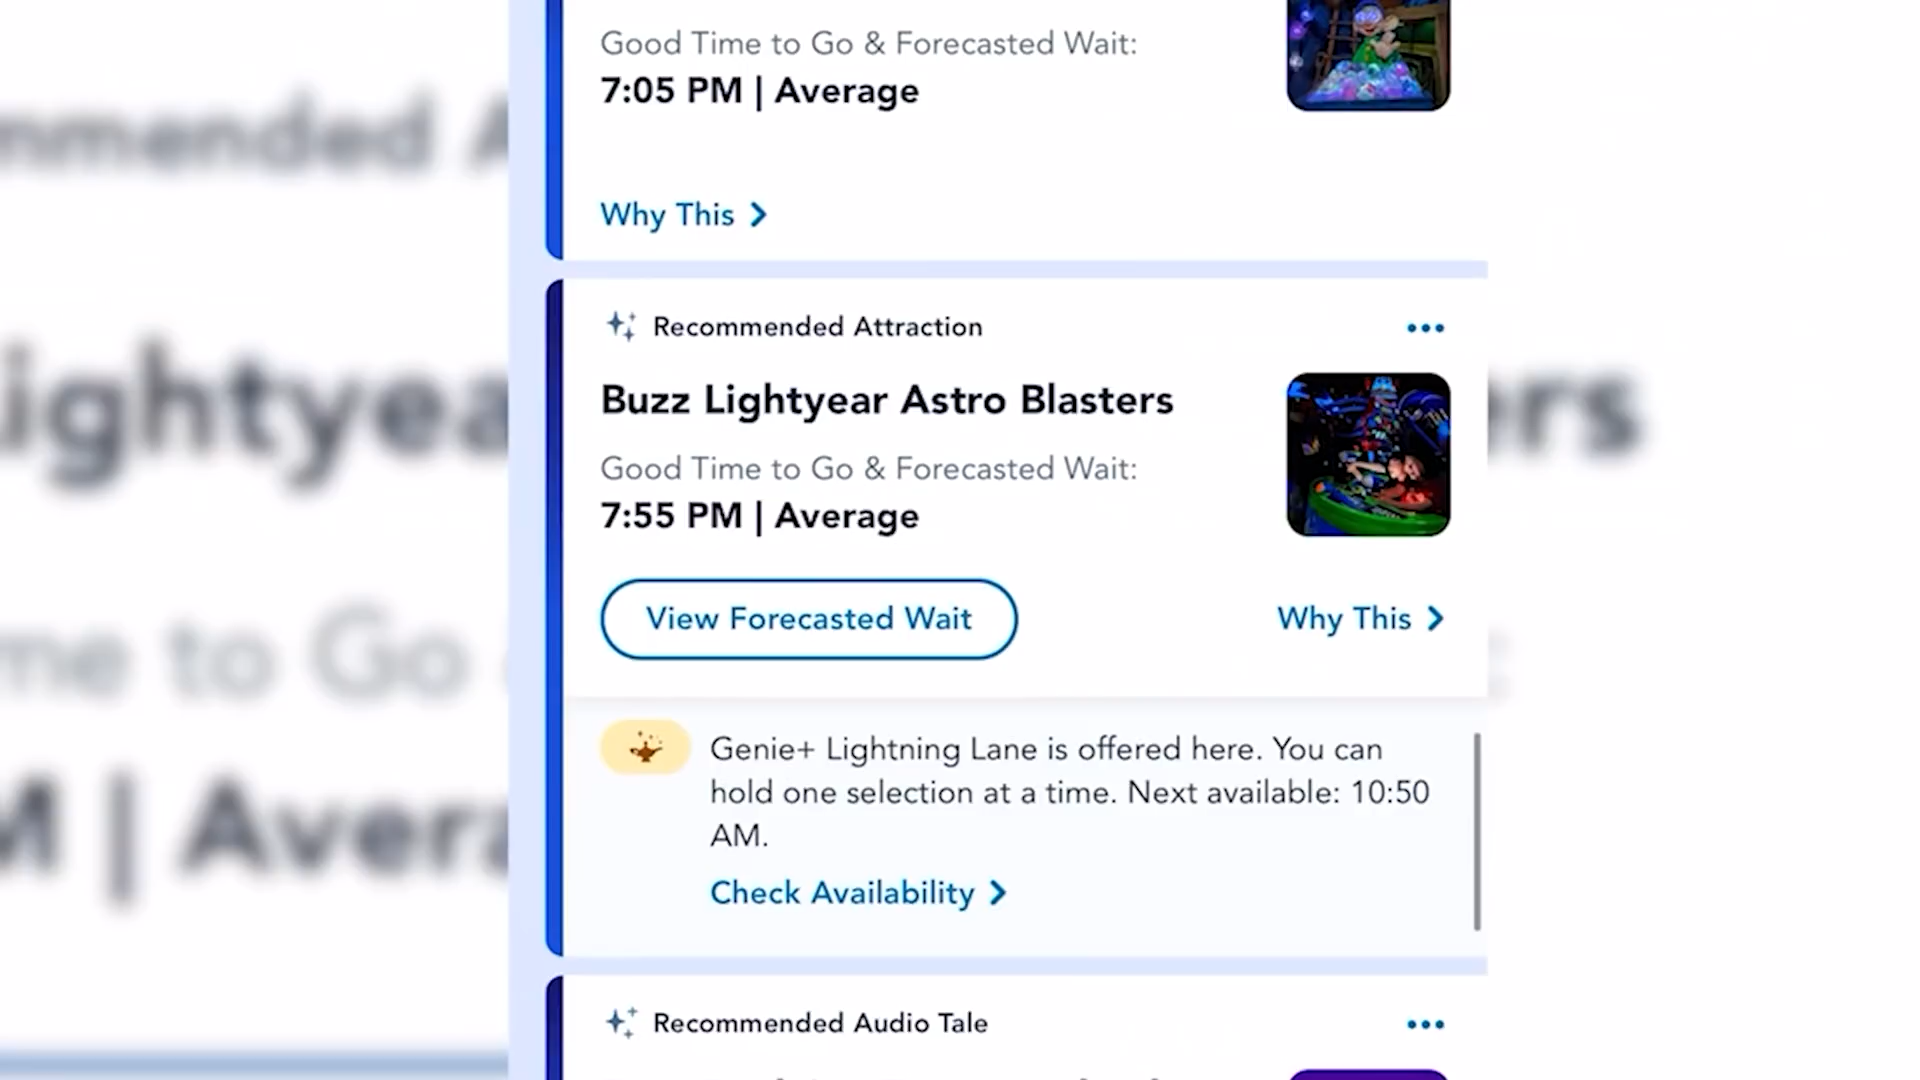 Good Time to Go & Forecasted Wait:
7:05 PM | Average
Why This
Recommended Attraction
Buzz Lightyear Astro Blasters
Good Time to Go & Forecasted Wait:
7:55 PM | Average
View Forecasted Wait
Why This
Genie+ Lightning Lane is offered here. You can
hold one selection at a time. Next available: 10:50
AM.
Check Availability
Recommended Audio Tale